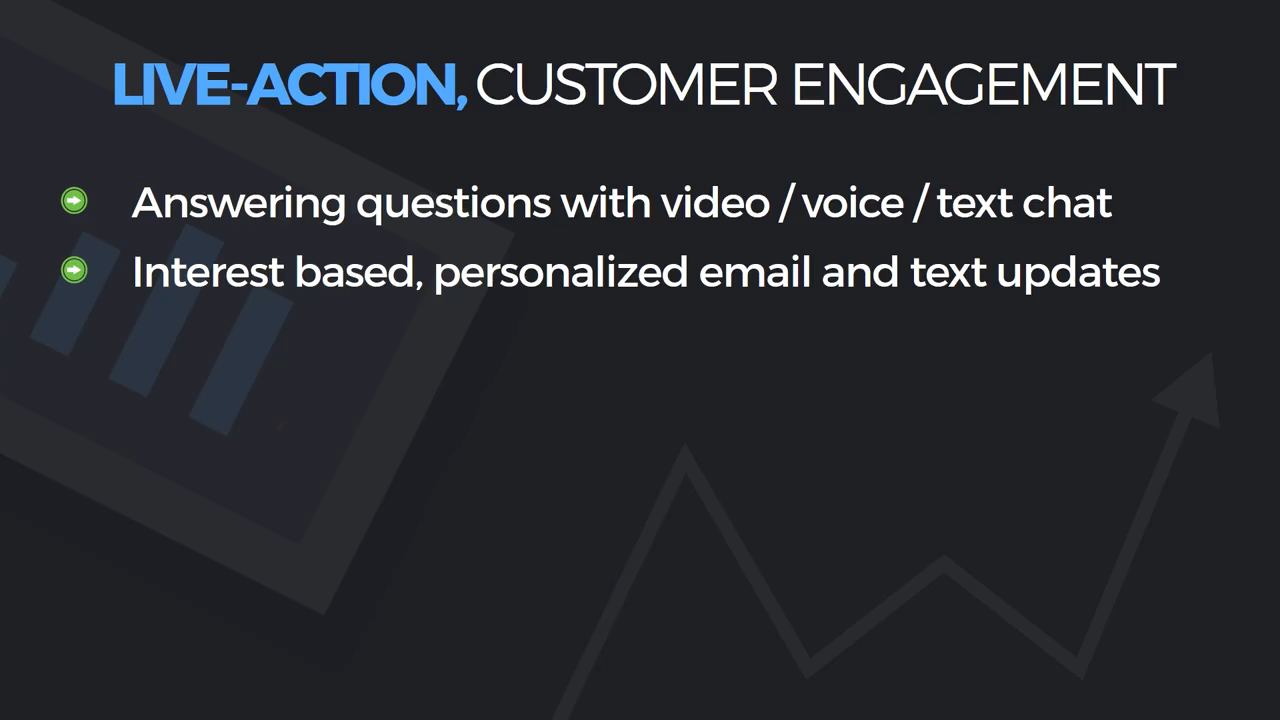 LIVE-ACTION, CUSTOMER ENGAGEMENT
Answering questions with video / voice / text chat
Interest based, personalized email and text updates